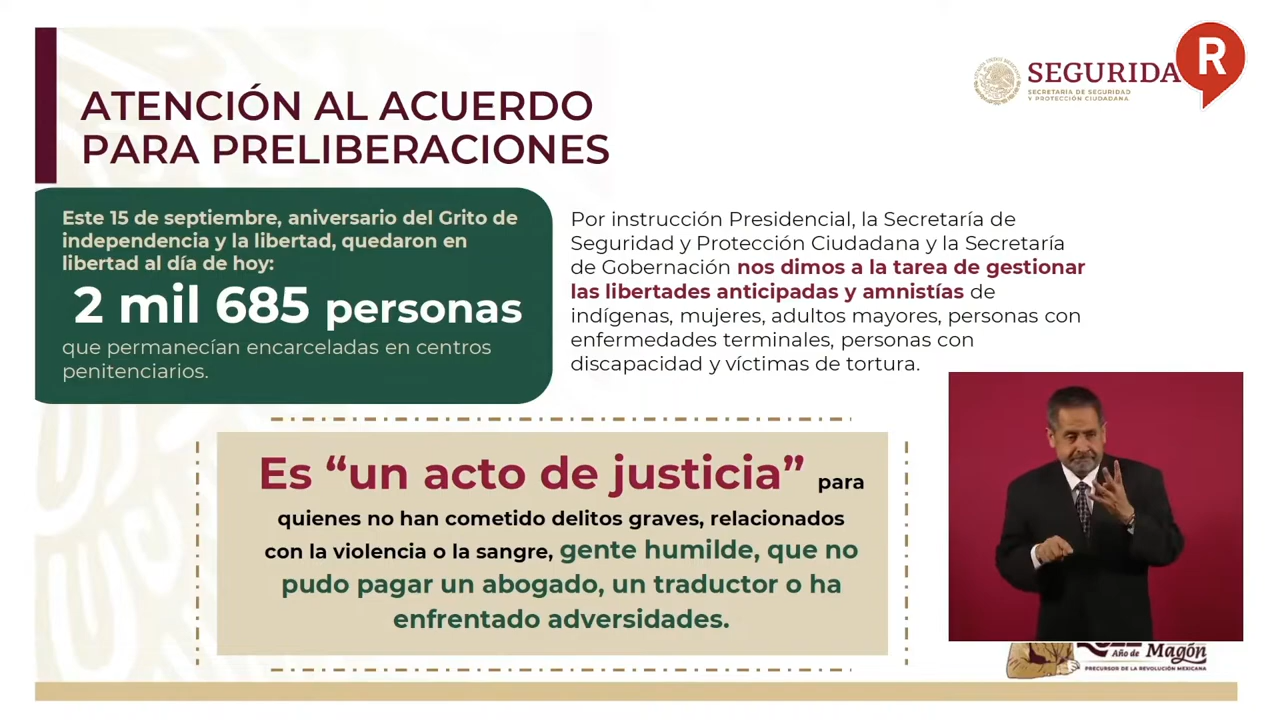 ATENCIÓN AL ACUERDO
PARA PRELIBERACIONES
SEGURIDA
SECRETARÍA DE SEGURIDAD
Y PROTECCIÓN CIUDADANA
R
Este 15 de septiembre, aniversario del Grito de
independencia y la libertad, quedaron en
libertad al día de hoy:
2 mil 685 personas
que permanecían encarceladas en centros
penitenciarios.
Por instrucción Presidencial, la Secretaría de
Seguridad y Protección Ciudadana y la Secretaría
de Gobernación nos dimos a la tarea de gestionar
las libertades anticipadas y amnistías de
indígenas, mujeres, adultos mayores, personas con
enfermedades terminales, personas con
discapacidad y víctimas de tortura.
Es “un acto de justicia” para
quienes no han cometido delitos graves, relacionados
con la violencia o la sangre, gente humilde, que no
pudo pagar un abogado, un traductor o ha
enfrentado adversidades.
Año de Magón
PRECURSOR DE LA REVOLUCIÓN MEXICANA